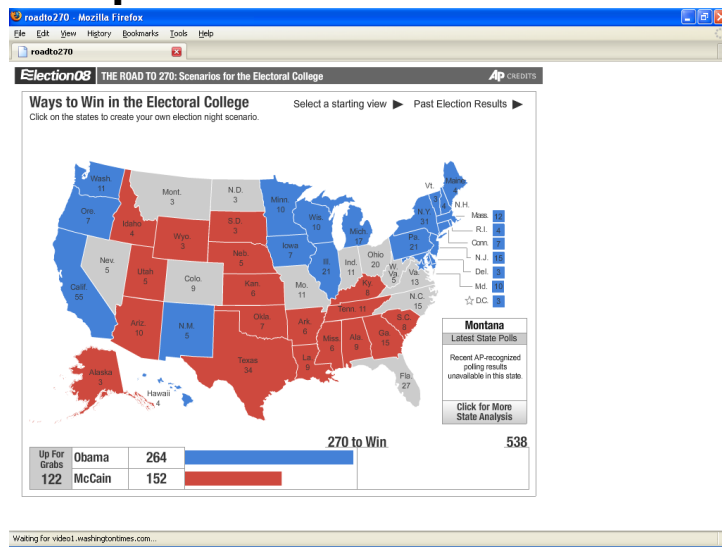 roadto270 - Mozilla Firefox
File Edit View History Bookmarks Tools Help
roadto270
Election08 THE ROAD TO 270: Scenarios for the Electoral College AP CREDITS
Ways to Win in the Electoral College
Select a starting view ▶ Past Election Results ▶
Click on the states to create your own election night scenario.
Wash. 11
Ore. 7
Calif. 55
Nev. 5
Idaho 4
Mont. 3
Wyo. 3
Utah 5
Ariz. 10
Colo. 9
N.M. 5
N.D. 3
S.D. 3
Neb. 5
Kan. 6
Okla. 7
Texas 34
Minn. 10
Iowa 7
Mo. 11
Ark. 6
La. 9
Wis. 10
Ill. 21
Mich. 17
Ind. 11
Ohio 20
Ky. 8
Tenn. 11
Miss. 6
Ala. 9
Ga. 15
Fla. 27
S.C. 8
N.C. 15
Va. 13
W. Va. 5
Pa. 21
N.Y. 31
Vt. 3
N.H. 4
Maine 4
Mass. 12
R.I. 4
Conn. 7
N.J. 15
Del. 3
Md. 10
D.C. 3
Alaska 3
Hawaii 4
Montana
Latest State Polls
Recent AP-recognized
polling results
unavailable in this state.
Click for More
State Analysis
270 to Win 538
Up For Grabs 122
Obama 264
McCain 152
Waiting for video1.washingtontimes.com...